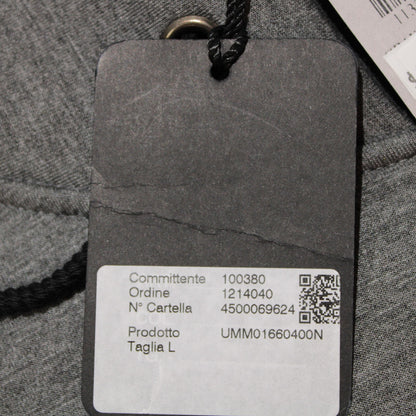 Committente 100380
Ordine 1214040
N° Cartella 4500069624
Prodotto UMM01660400N
Taglia L